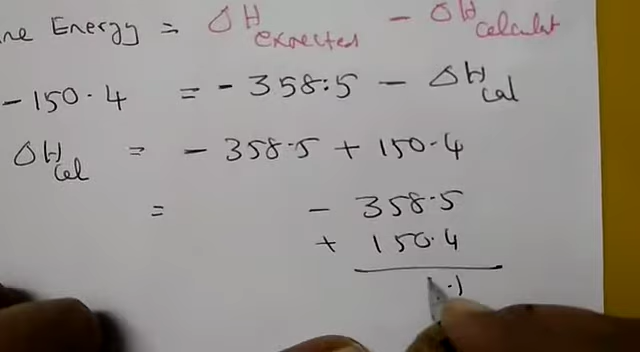 ne Energy = ΔH expected - ΔH calculat
-150.4 = -358.5 - ΔH cal
ΔH cal = -358.5 + 150.4
= -358.5
+ 150.4
.1